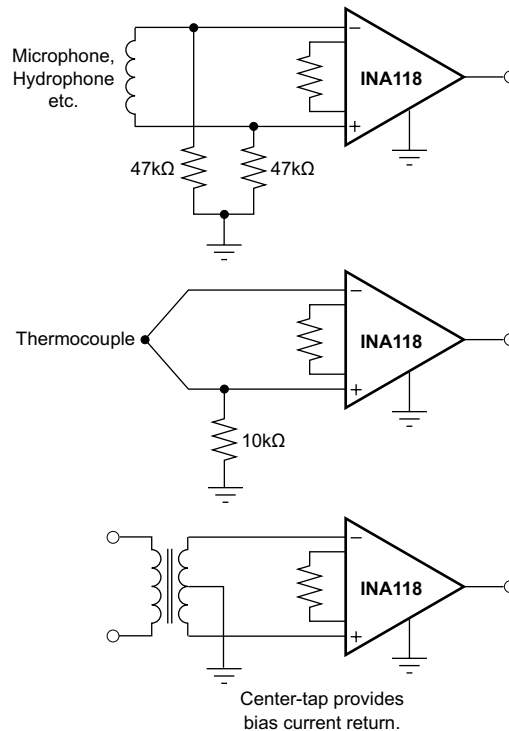 Microphone,
Hydrophone
etc.
−
INA118
+
47kΩ 47kΩ
−
Thermocouple
INA118
+
10kΩ
−
INA118
+
Center-tap provides
bias current return.